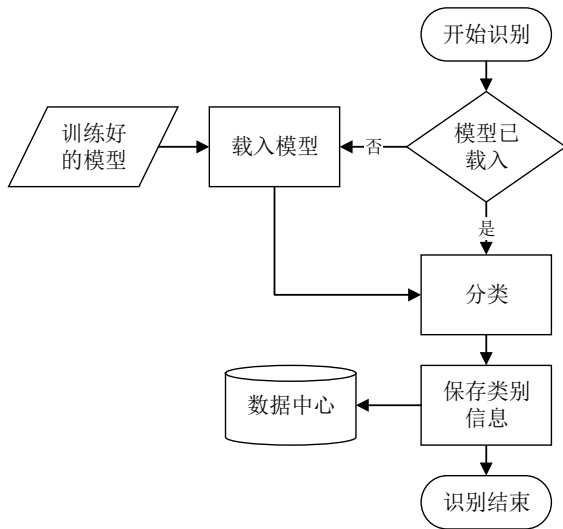 开始识别
训练好
的模型
载入模型
否
模型已
载入
是
分类
数据中心
保存类别
信息
识别结束